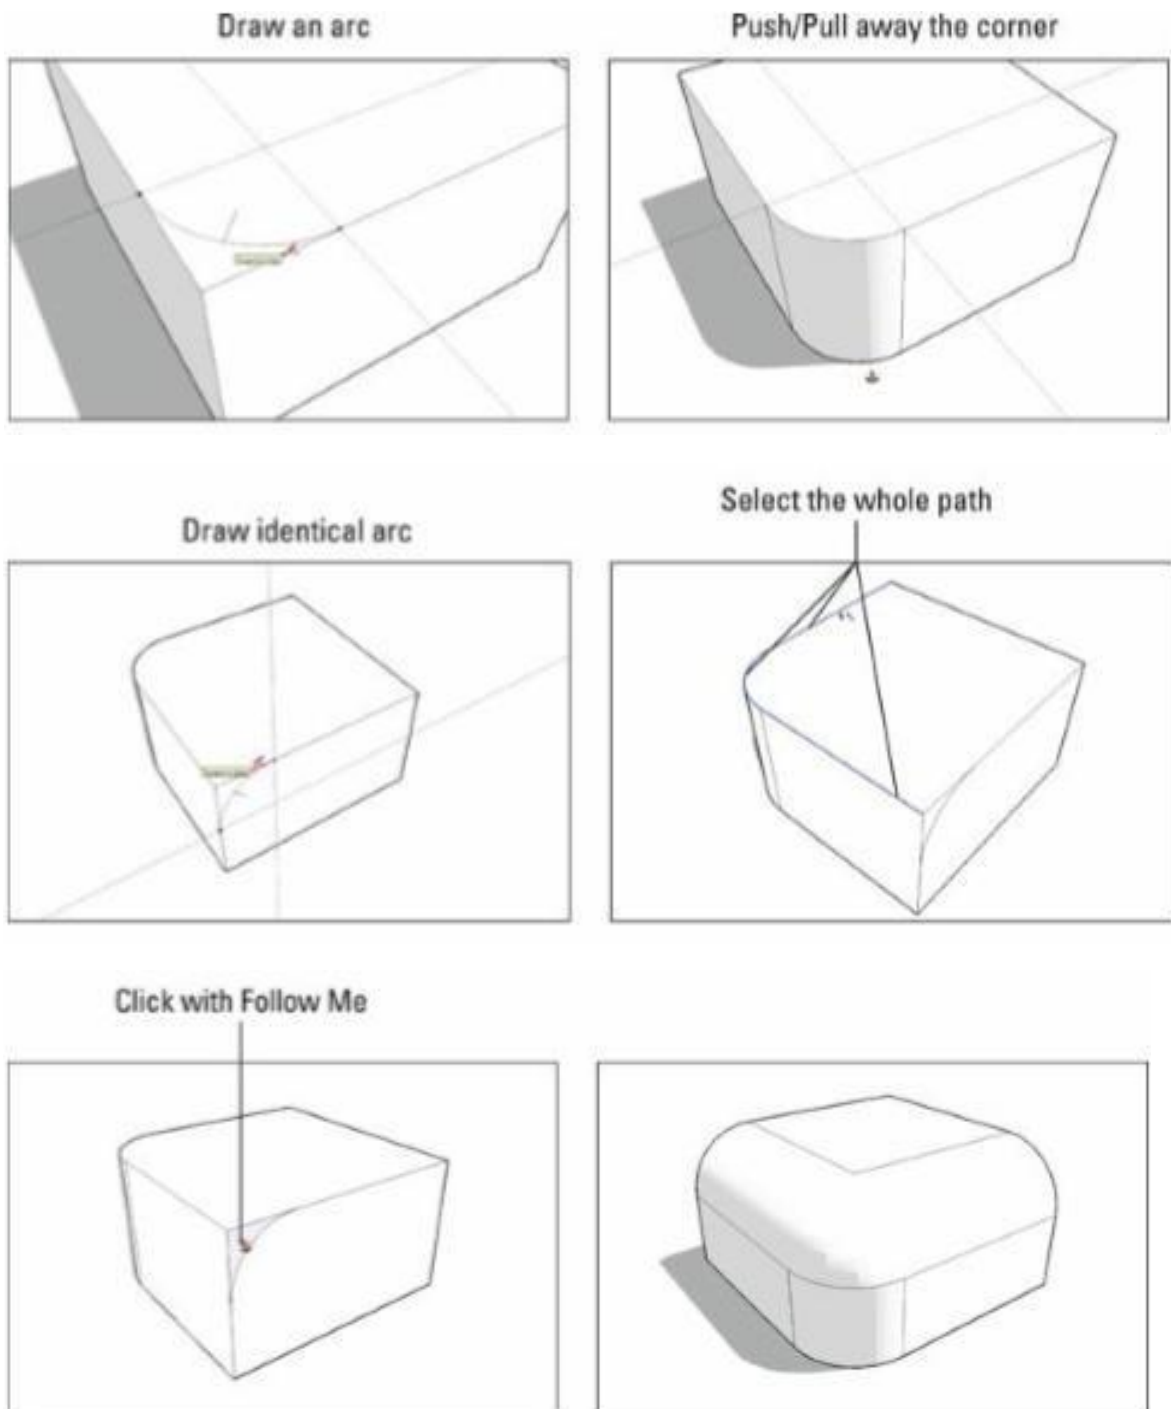 Draw an arc
Push/Pull away the corner
Draw identical arc
Select the whole path
Click with Follow Me